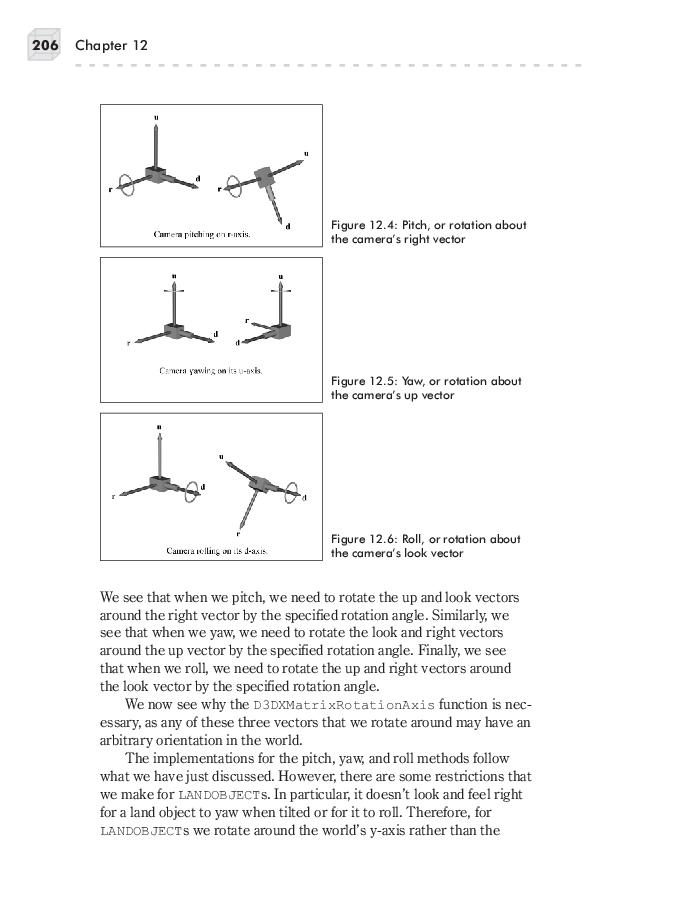 206 Chapter 12
u
r
d
u
r
d
Camera pitching on r-axis.
Figure 12.4: Pitch, or rotation about
the camera's right vector
u
r
d
u
r
d
Camera yawing on its u-axis.
Figure 12.5: Yaw, or rotation about
the camera's up vector
u
r
d
u
d
r
Camera rolling on its d-axis.
Figure 12.6: Roll, or rotation about
the camera's look vector
We see that when we pitch, we need to rotate the up and look vectors
around the right vector by the specified rotation angle. Similarly, we
see that when we yaw, we need to rotate the look and right vectors
around the up vector by the specified rotation angle. Finally, we see
that when we roll, we need to rotate the up and right vectors around
the look vector by the specified rotation angle.
We now see why the D3DXMatrixRotationAxis function is nec-
essary, as any of these three vectors that we rotate around may have an
arbitrary orientation in the world.
The implementations for the pitch, yaw, and roll methods follow
what we have just discussed. However, there are some restrictions that
we make for LANDOBJECTs. In particular, it doesn't look and feel right
for a land object to yaw when tilted or for it to roll. Therefore, for
LANDOBJECTs we rotate around the world's y-axis rather than the